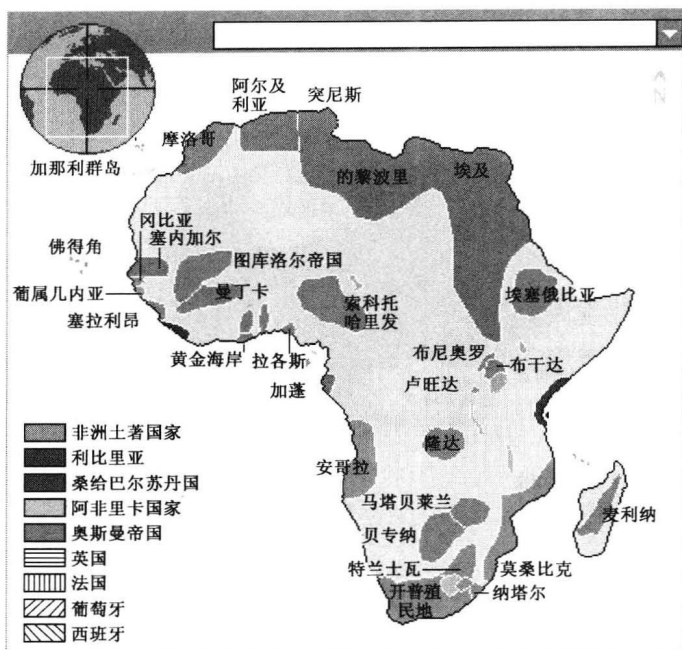 加那利群岛
N
阿尔及
利亚
突尼斯
摩洛哥
的黎波里
埃及
冈比亚
塞内加尔
佛得角
图库洛尔帝国
葡属几内亚
曼丁卡
索科托
哈里发
埃塞俄比亚
塞拉利昂
黄金海岸
拉各斯
加蓬
布尼奥罗
布干达
卢旺达
隆达
安哥拉
马塔贝莱兰
贝专纳
麦利纳
特兰士瓦
莫桑比克
开普殖
民地
纳塔尔
非洲土著国家
利比里亚
桑给巴尔苏丹国
阿非里卡国家
奥斯曼帝国
英国
法国
葡萄牙
西班牙